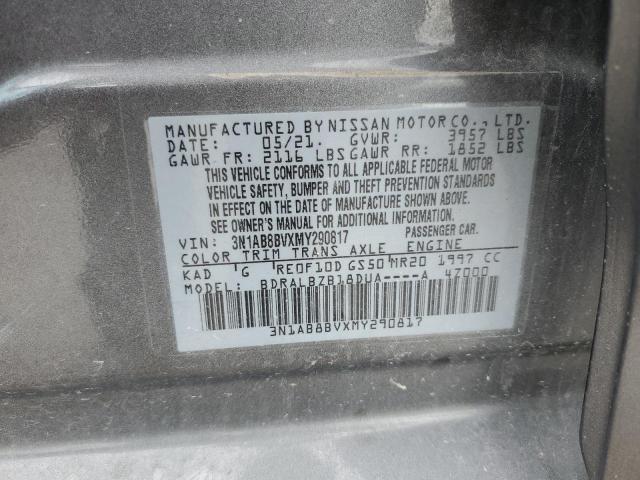 MANUFACTURED BY NISSAN MOTOR CO., LTD.
DATE: 05/21. GVWR: 3957 LBS
GAWR FR: 2116 LBS GAWR RR: 1852 LBS
THIS VEHICLE CONFORMS TO ALL APPLICABLE FEDERAL MOTOR
VEHICLE SAFETY, BUMPER AND THEFT PREVENTION STANDARDS
IN EFFECT ON THE DATE OF MANUFACTURE SHOWN ABOVE.
SEE OWNER'S MANUAL FOR ADDITIONAL INFORMATION.
VIN: 3N1AB8BVXMY290817 PASSENGER CAR.
COLOR TRIM TRANS AXLE ENGINE
KAD G RE0F10D GS50 MR20 1997 CC
MODEL: BDRALBZB18DUA----A 47000
3N1AB8BVXMY290817